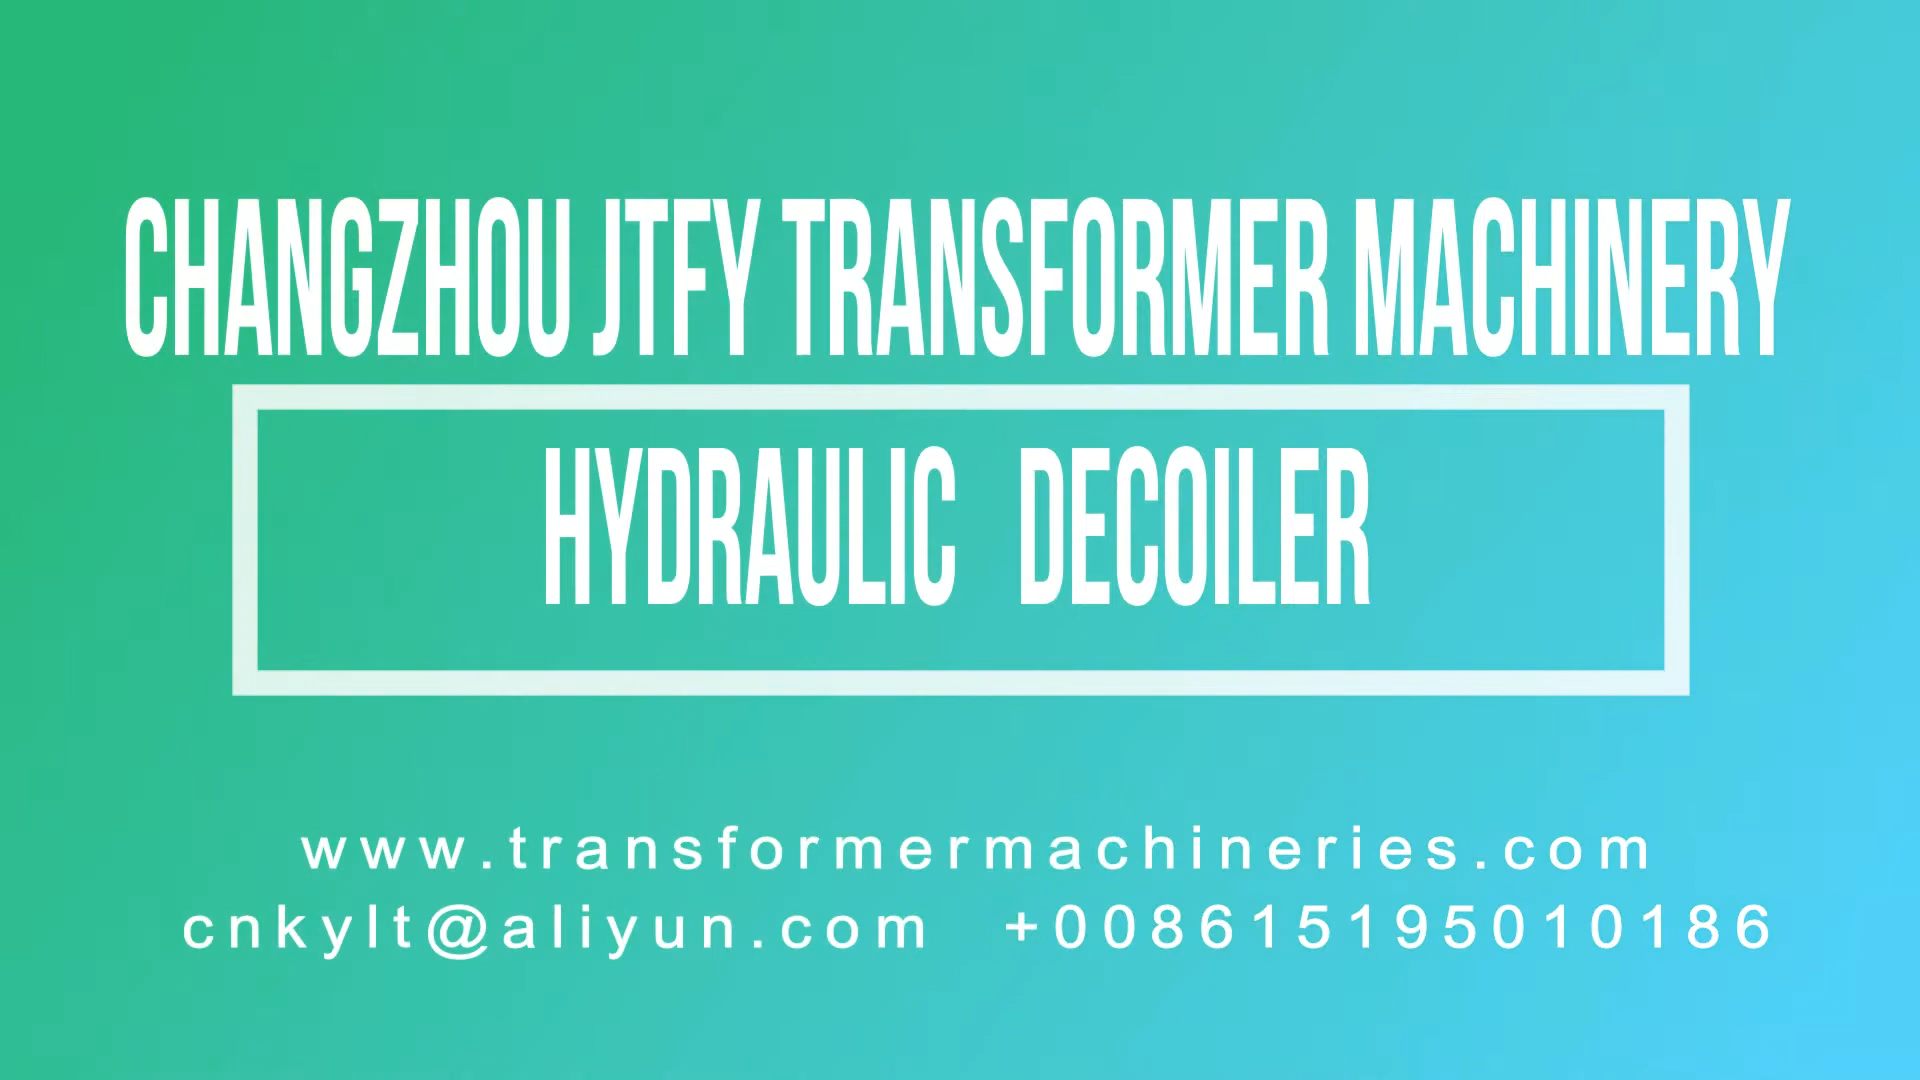 CHANGZHOU JTFY TRANSFORMER MACHINERY
HYDRAULIC DECOILER
www.transformermachineries.com
cnkylt@aliyun.com +008615195010186